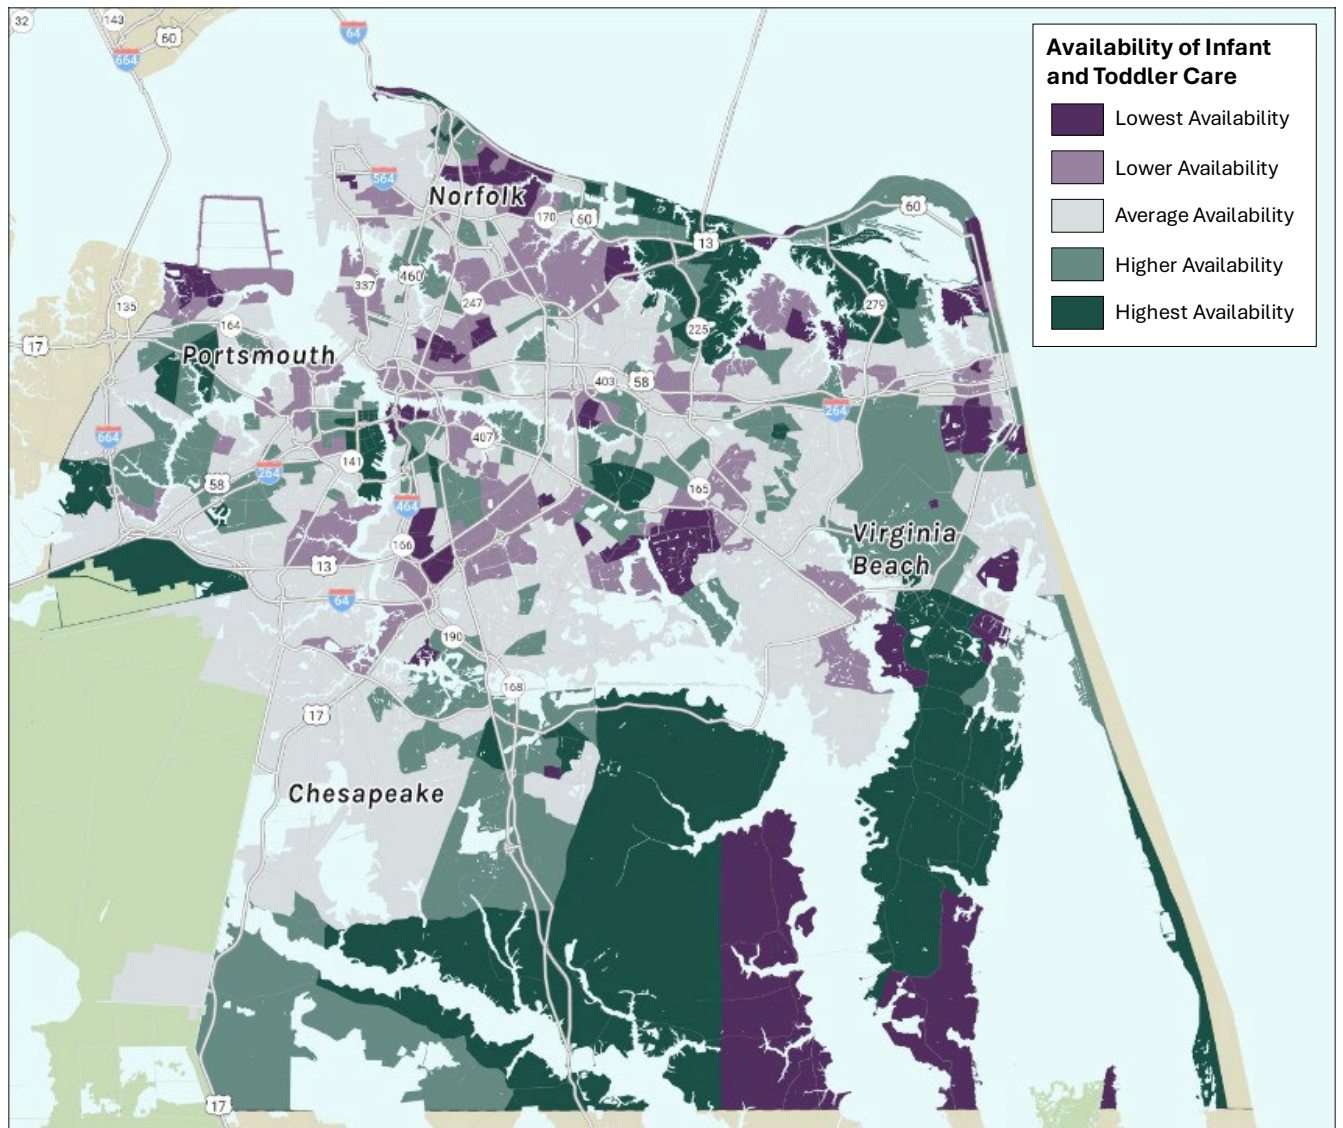 32
143
60
64
664
Availability of Infant
and Toddler Care
Lowest Availability
Lower Availability
Average Availability
Higher Availability
Highest Availability
564
Norfolk
170
60
60
13
460
337
247
279
135
164
225
17
Portsmouth
403
58
264
664
407
141
264
58
165
464
166
Virginia
Beach
13
64
190
168
17
Chesapeake
17